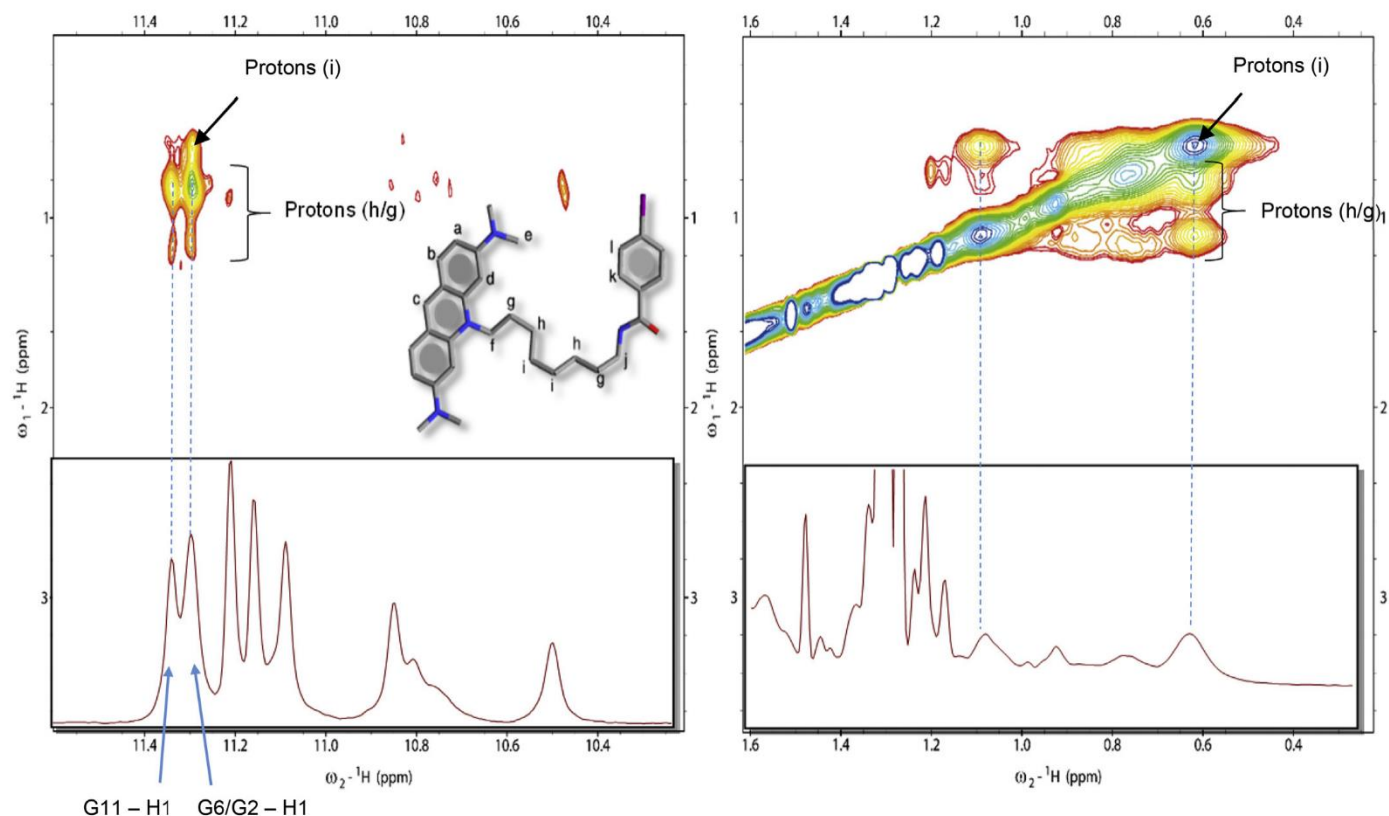 11.4 11.2 11.0 10.8 10.6 10.4
Protons (i)
Protons (h/g)
1
2
3
ω1 - 1H (ppm)
a
e
b
d
c
g
h
f
i
i
h
g
j
k
l
11.4 11.2 11.0 10.8 10.6 10.4
ω2 - 1H (ppm)
G11 – H1 G6/G2 – H1
1.6 1.4 1.2 1.0 0.8 0.6 0.4
Protons (i)
Protons (h/g)
1
2
2
3
3
ω1 - 1H (ppm)
1.6 1.4 1.2 1.0 0.8 0.6 0.4
ω2 - 1H (ppm)